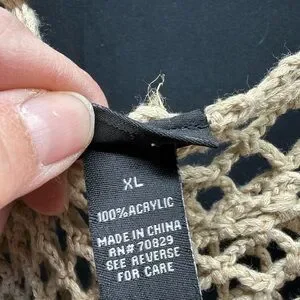 XL
100% ACRYLIC
MADE IN CHINA
RN# 70829
SEE REVERSE
FOR CARE